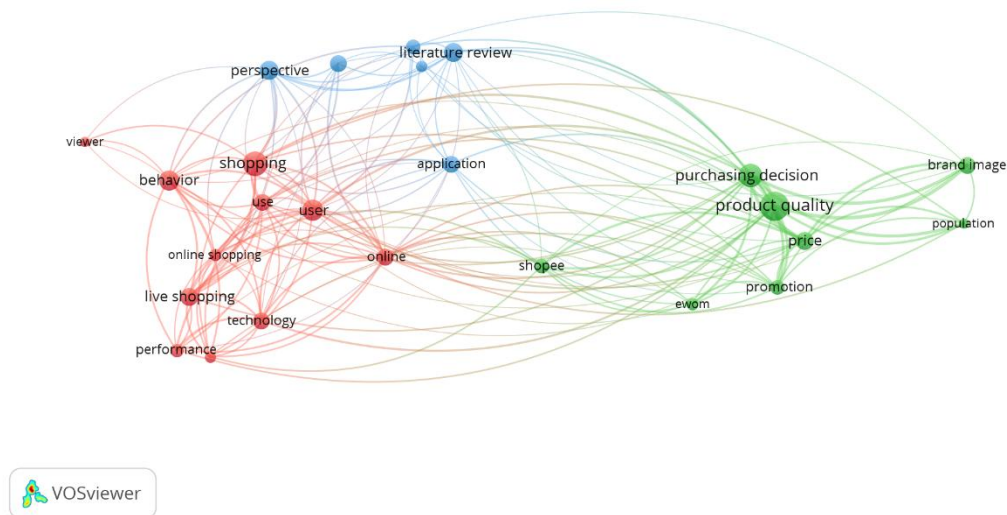 literature review
perspective
viewer
shopping
application
behavior
brand image
purchasing decision
use
user
product quality
population
price
online shopping
online
shopee
live shopping
promotion
ewom
technology
performance
VOSviewer